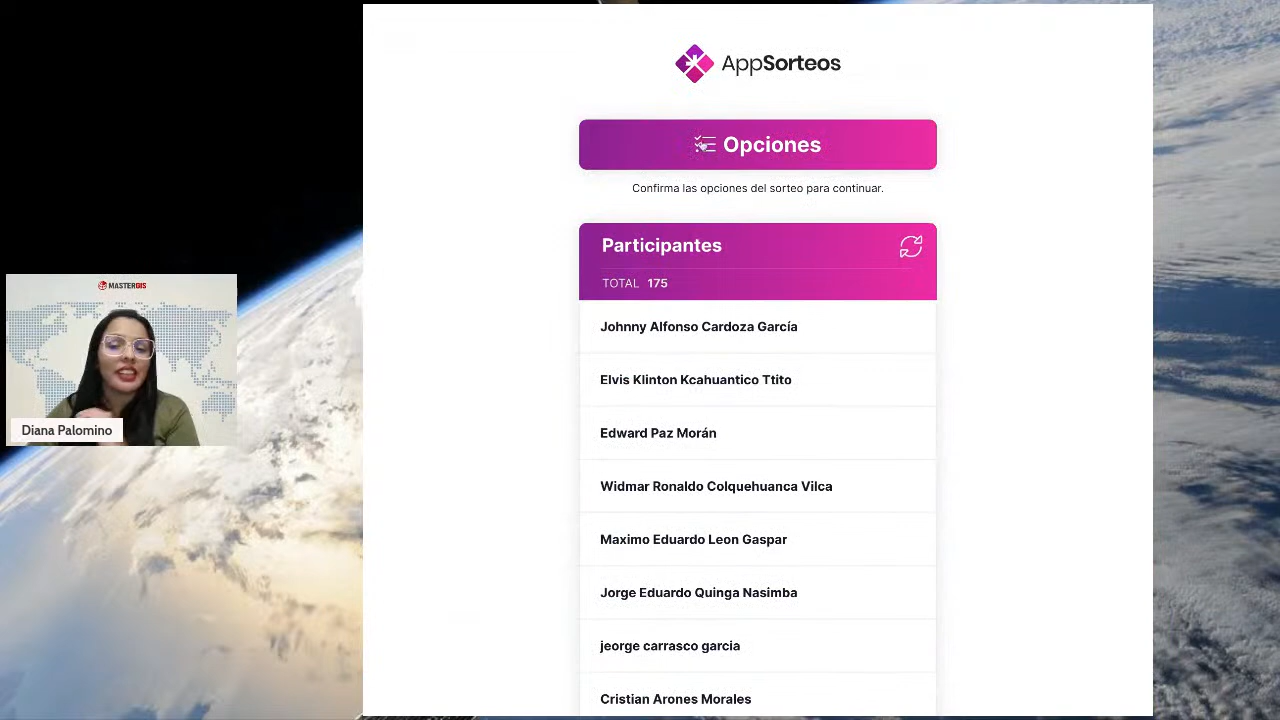 AppSorteos
Opciones
Confirma las opciones del sorteo para continuar.
Participantes
TOTAL 175
Johnny Alfonso Cardoza García
Elvis Klinton Kcahuantico Ttito
Edward Paz Morán
Widmar Ronaldo Colquehuanca Vilca
Maximo Eduardo Leon Gaspar
Jorge Eduardo Quinga Nasimba
jeorge carrasco garcia
Cristian Arones Morales
MASTERGIS
Diana Palomino